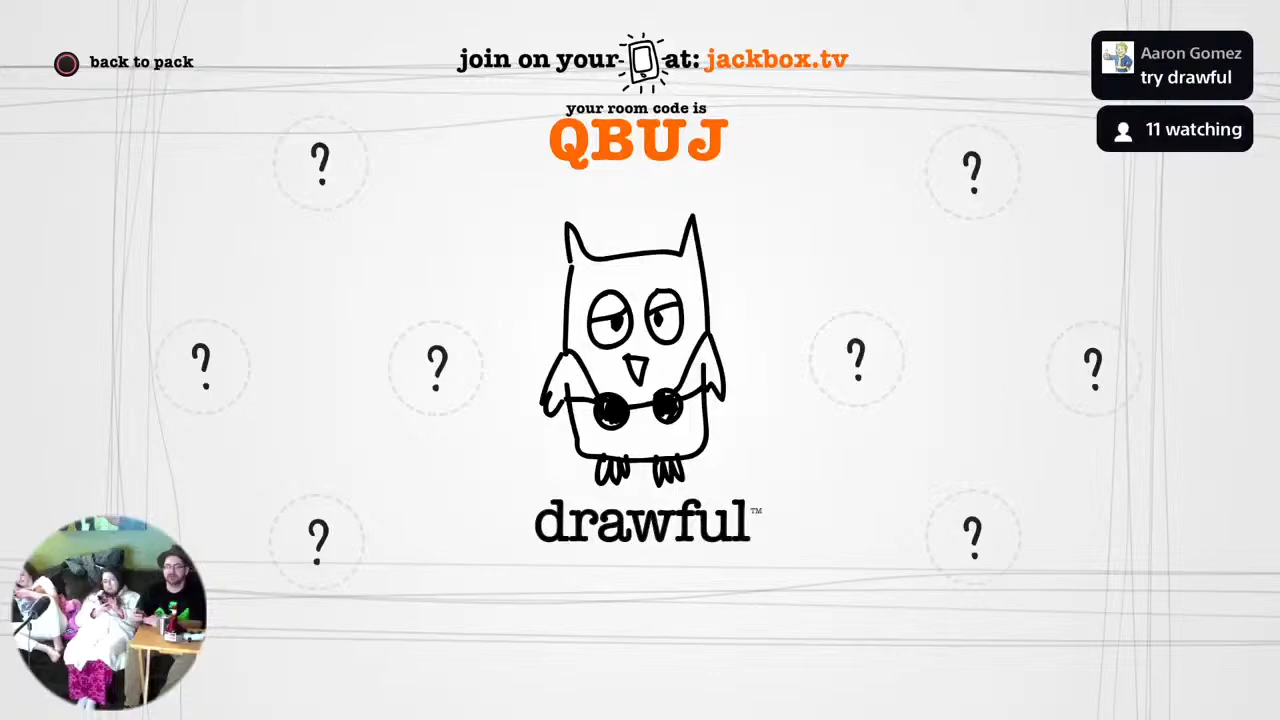 back to pack
join on your at: jackbox.tv
your room code is
QBUJ
Aaron Gomez
try drawful
11 watching
?
?
?
?
?
?
?
?
drawful™